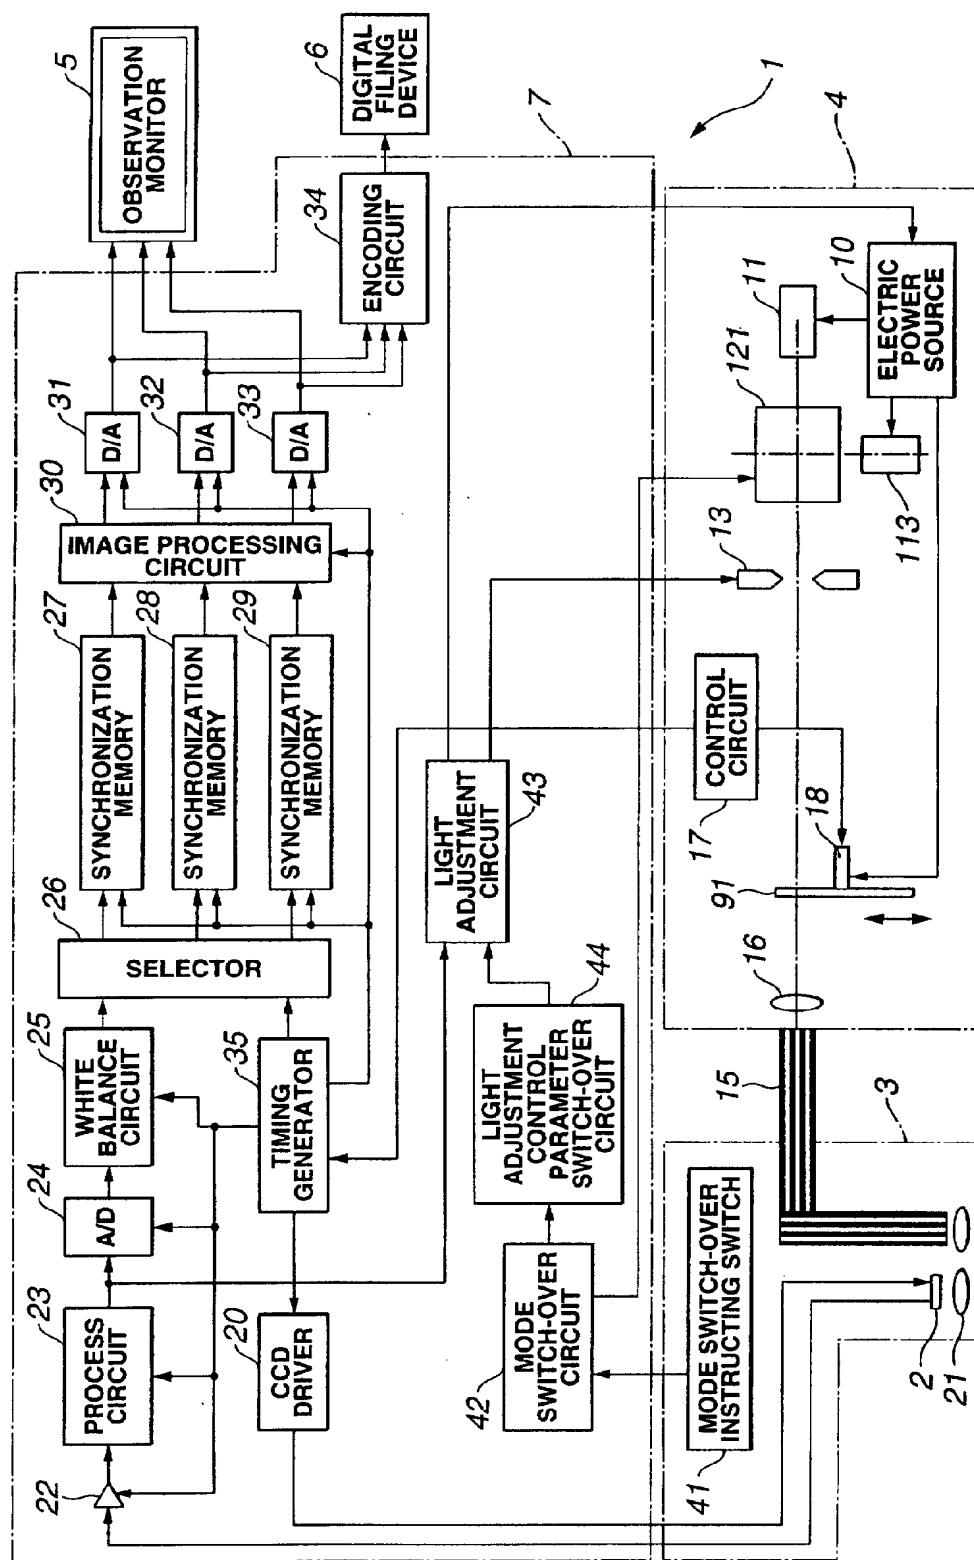 5
OBSERVATION
MONITOR
6
DIGITAL
FILING
DEVICE
7
34
ENCODING
CIRCUIT
31
D/A
32
D/A
33
D/A
30
IMAGE PROCESSING
CIRCUIT
27
SYNCHRONIZATION
MEMORY
28
SYNCHRONIZATION
MEMORY
29
SYNCHRONIZATION
MEMORY
26
SELECTOR
25
WHITE
BALANCE
CIRCUIT
24
A/D
23
PROCESS
CIRCUIT
22
35
TIMING
GENERATOR
20
CCD
DRIVER
LIGHT
ADJUSTMENT
CIRCUIT
43
44
LIGHT
ADJUSTMENT
CONTROL
PARAMETER
SWITCH-OVER
CIRCUIT
42
MODE
SWITCH-OVER
CIRCUIT
41
MODE SWITCH-OVER
INSTRUCTING SWITCH
1
4
10
ELECTRIC
POWER
SOURCE
11
121
113
13
17
CONTROL
CIRCUIT
18
91
16
15
3
2
21